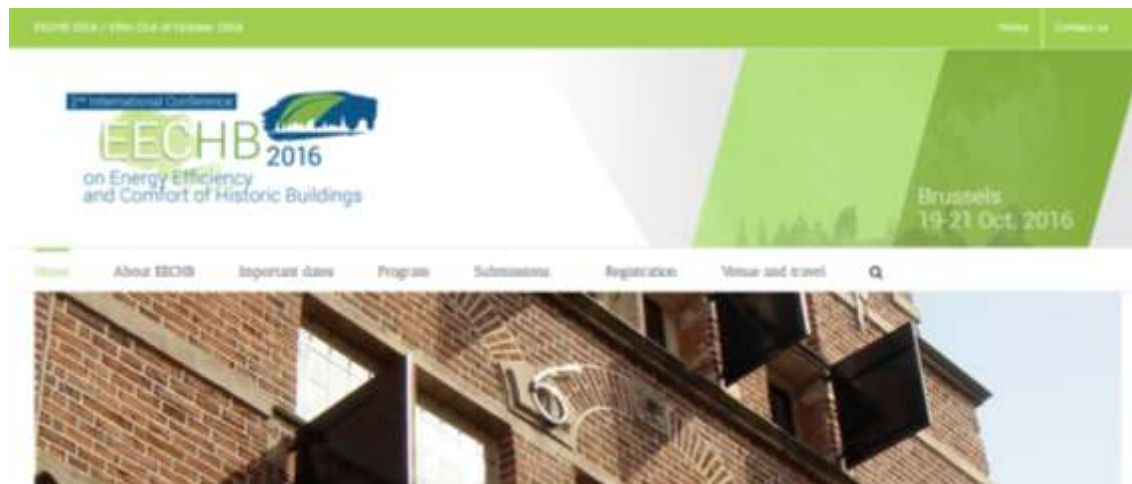 Home Contact us
2nd International Conference
EECHB
2016
on Energy Efficiency
and Comfort of Historic Buildings
Brussels
19-21 Oct, 2016
Home About EECHB Important dates Program Submissions Registration Venue and travel